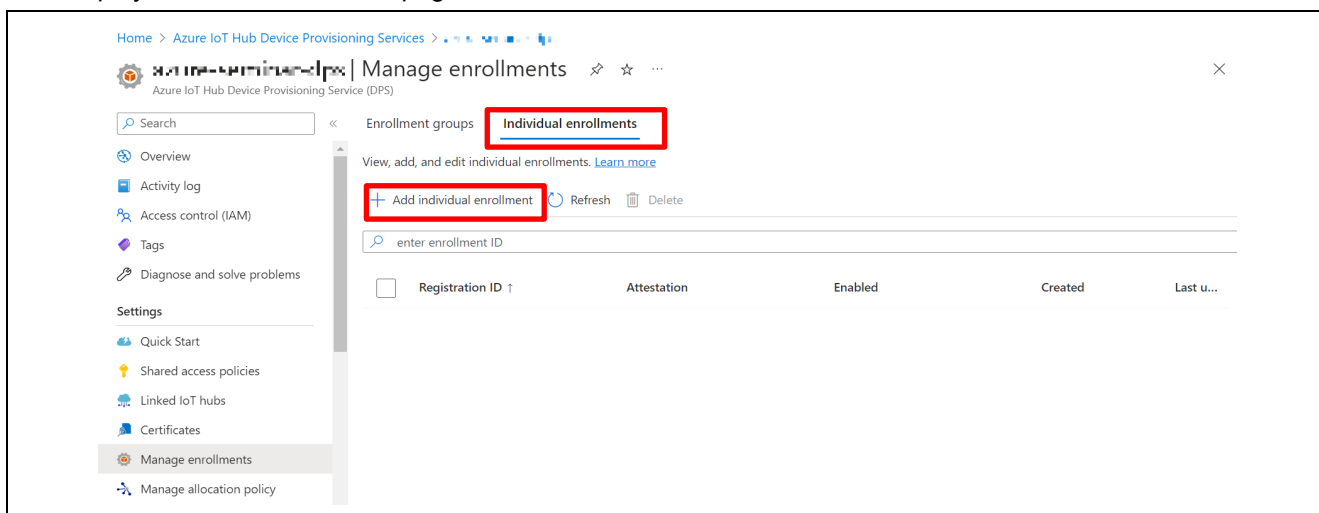 Home > Azure IoT Hub Device Provisioning Services >
| Manage enrollments ...
Azure IoT Hub Device Provisioning Service (DPS)
Search
Overview
Activity log
Access control (IAM)
Tags
Diagnose and solve problems
Settings
Quick Start
Shared access policies
Linked IoT hubs
Certificates
Manage enrollments
Manage allocation policy
Enrollment groups Individual enrollments
View, add, and edit individual enrollments. Learn more
+ Add individual enrollment Refresh Delete
enter enrollment ID
Registration ID ↑ Attestation Enabled Created Last u...